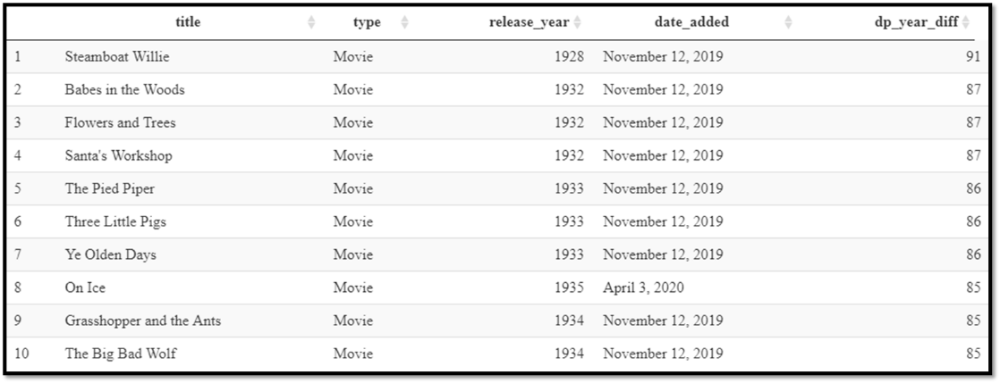 title type release_year date_added dp_year_diff
1 Steamboat Willie Movie 1928 November 12, 2019 91
2 Babes in the Woods Movie 1932 November 12, 2019 87
3 Flowers and Trees Movie 1932 November 12, 2019 87
4 Santa's Workshop Movie 1932 November 12, 2019 87
5 The Pied Piper Movie 1933 November 12, 2019 86
6 Three Little Pigs Movie 1933 November 12, 2019 86
7 Ye Olden Days Movie 1933 November 12, 2019 86
8 On Ice Movie 1935 April 3, 2020 85
9 Grasshopper and the Ants Movie 1934 November 12, 2019 85
10 The Big Bad Wolf Movie 1934 November 12, 2019 85